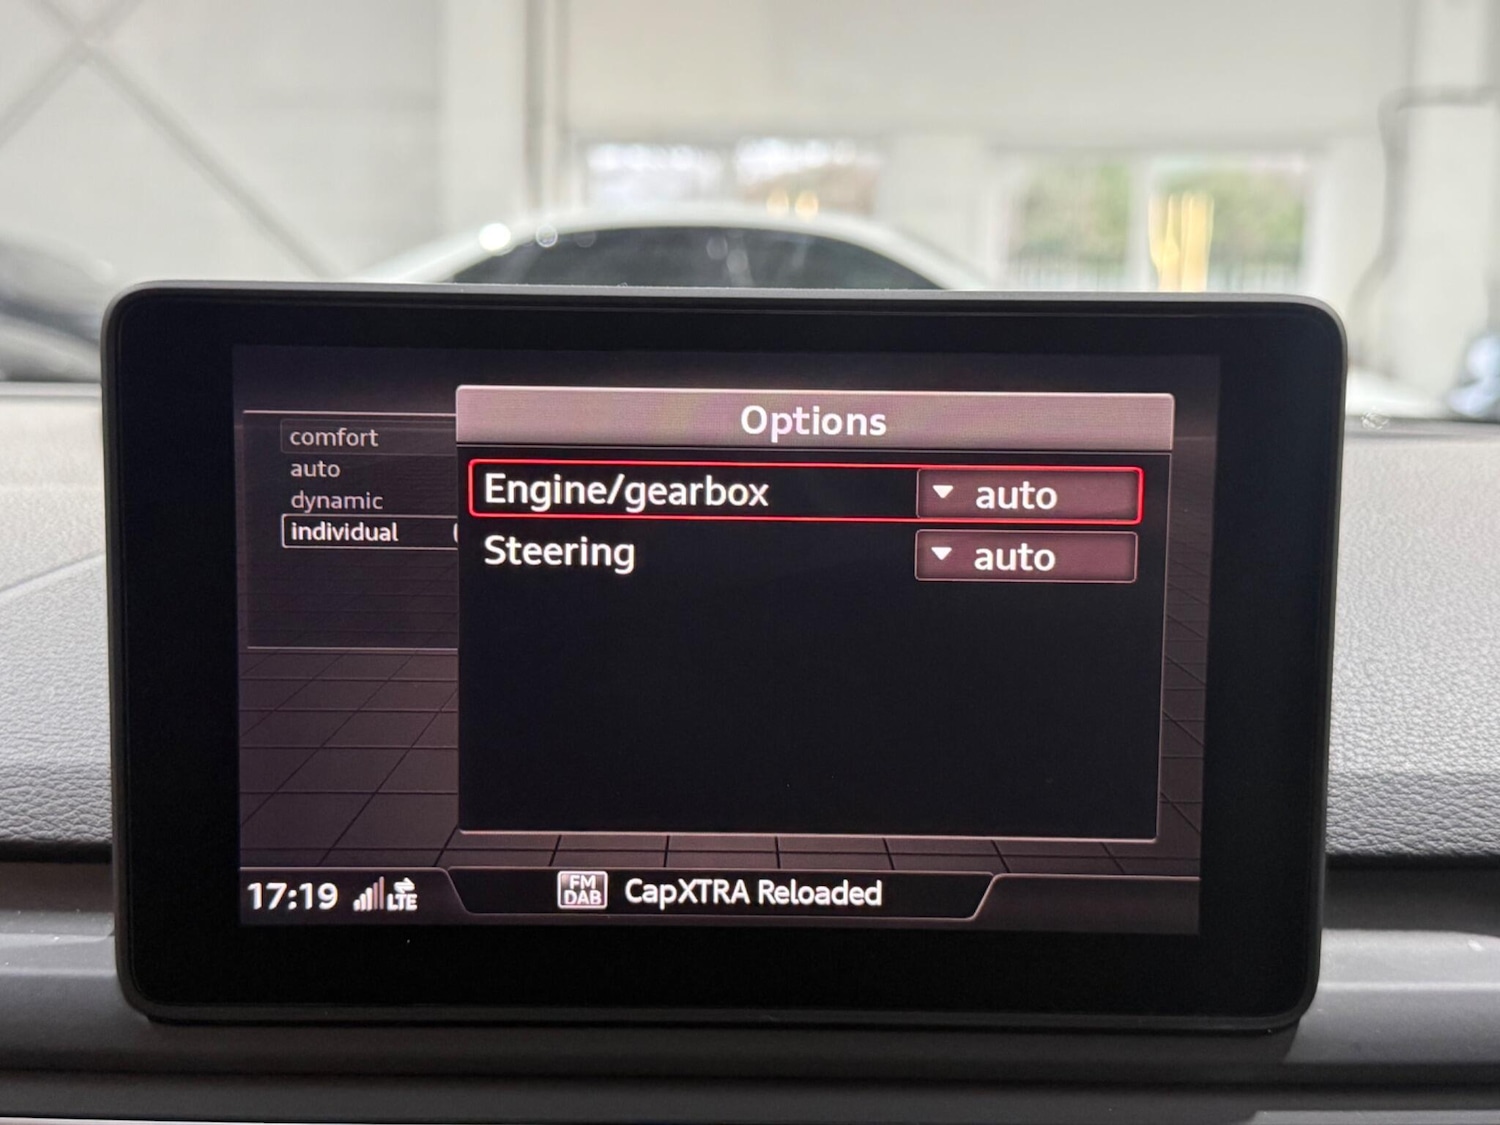 Options
comfort
auto
dynamic
individual
Engine/gearbox auto
Steering auto
17:19 LTE FM DAB CapXTRA Reloaded